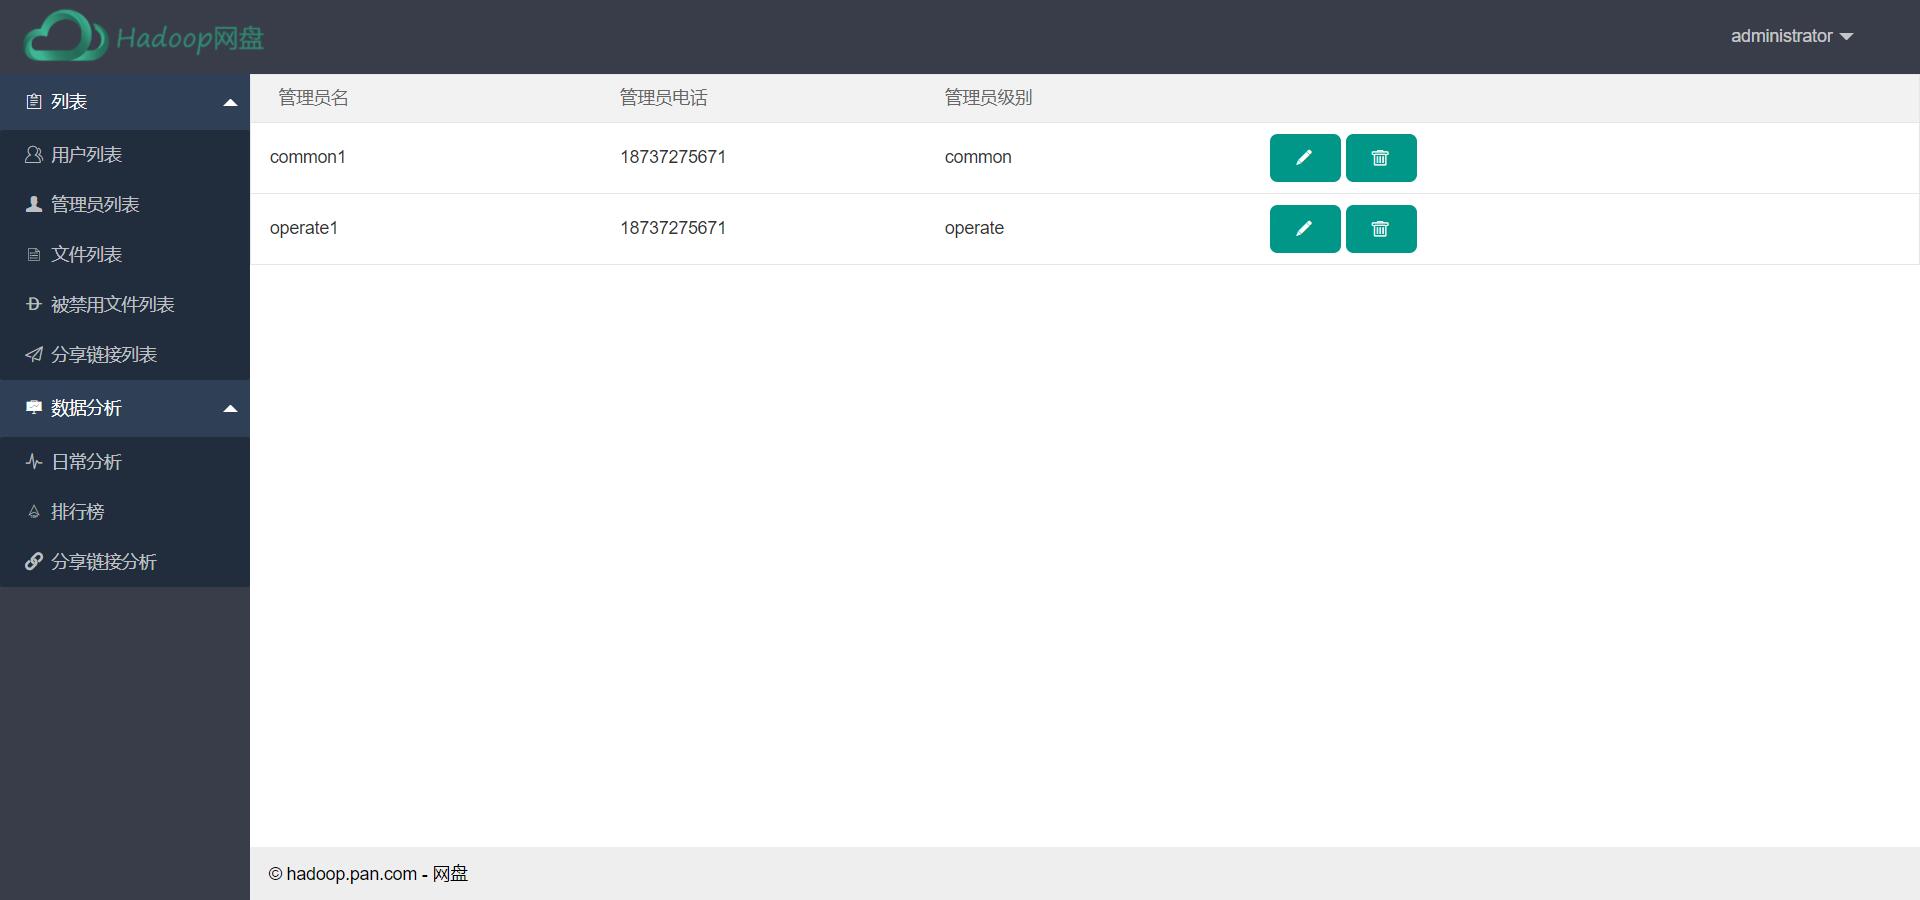 Hadoop网盘
administrator
列表
用户列表
管理员列表
文件列表
被禁用文件列表
分享链接列表
数据分析
日常分析
排行榜
分享链接分析
管理员名 管理员电话 管理员级别
common1 18737275671 common
operate1 18737275671 operate
© hadoop.pan.com - 网盘